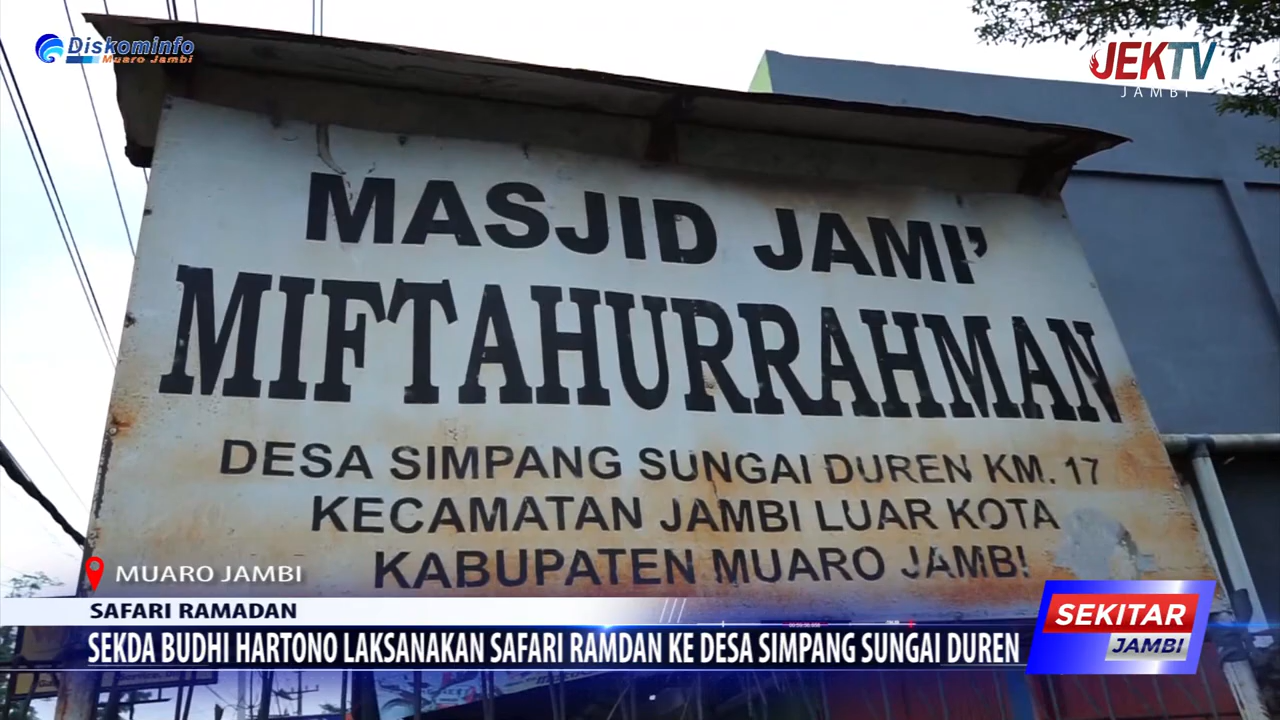 Diskominfo
Muaro Jambi
JEKTV
JAMBI
MASJID JAMI’
MIFTAHURRAHMAN
DESA SIMPANG SUNGAI DUREN KM. 17
KECAMATAN JAMBI LUAR KOTA
KABUPATEN MUARO JAMBI
MUARO JAMBI
SAFARI RAMADAN
SEKDA BUDHI HARTONO LAKSANAKAN SAFARI RAMDAN KE DESA SIMPANG SUNGAI DUREN
SEKITAR
JAMBI